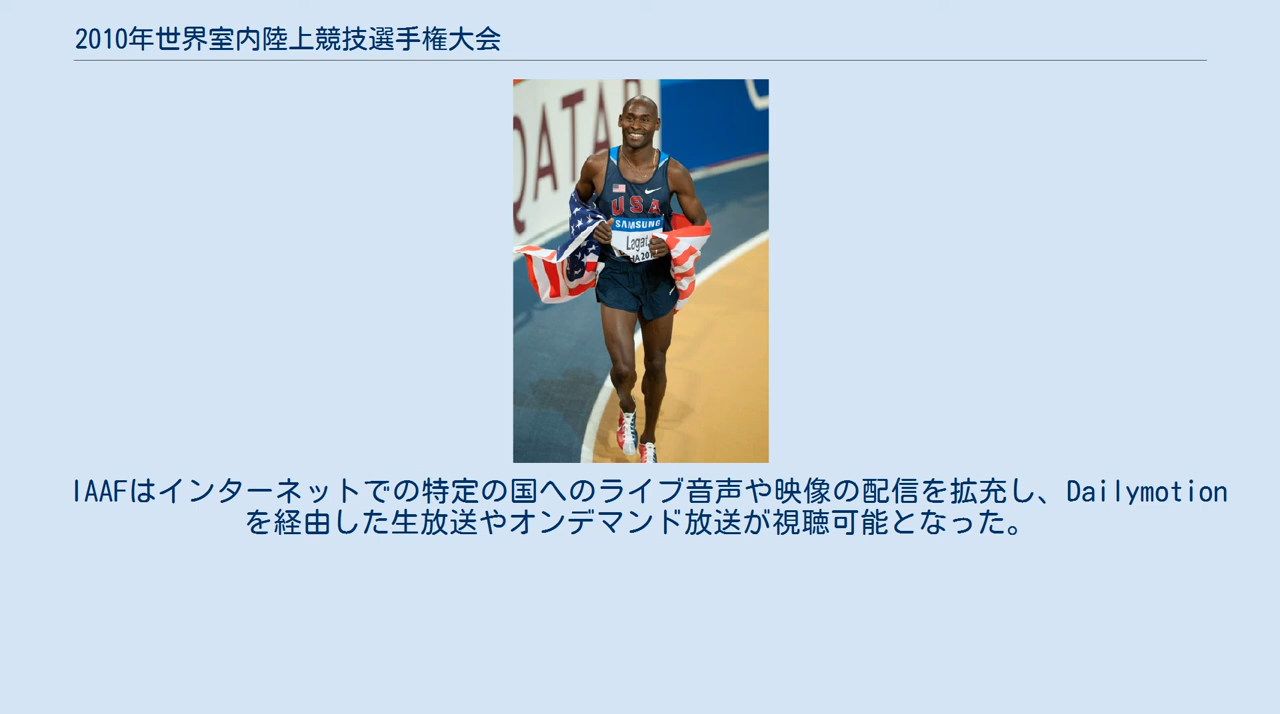 2010年世界室内陸上競技選手権大会
QATAR
USA
SAMSUNG
Lagat
IAAFはインターネットでの特定の国へのライブ音声や映像の配信を拡充し、Dailymotion
を経由した生放送やオンデマンド放送が視聴可能となった。